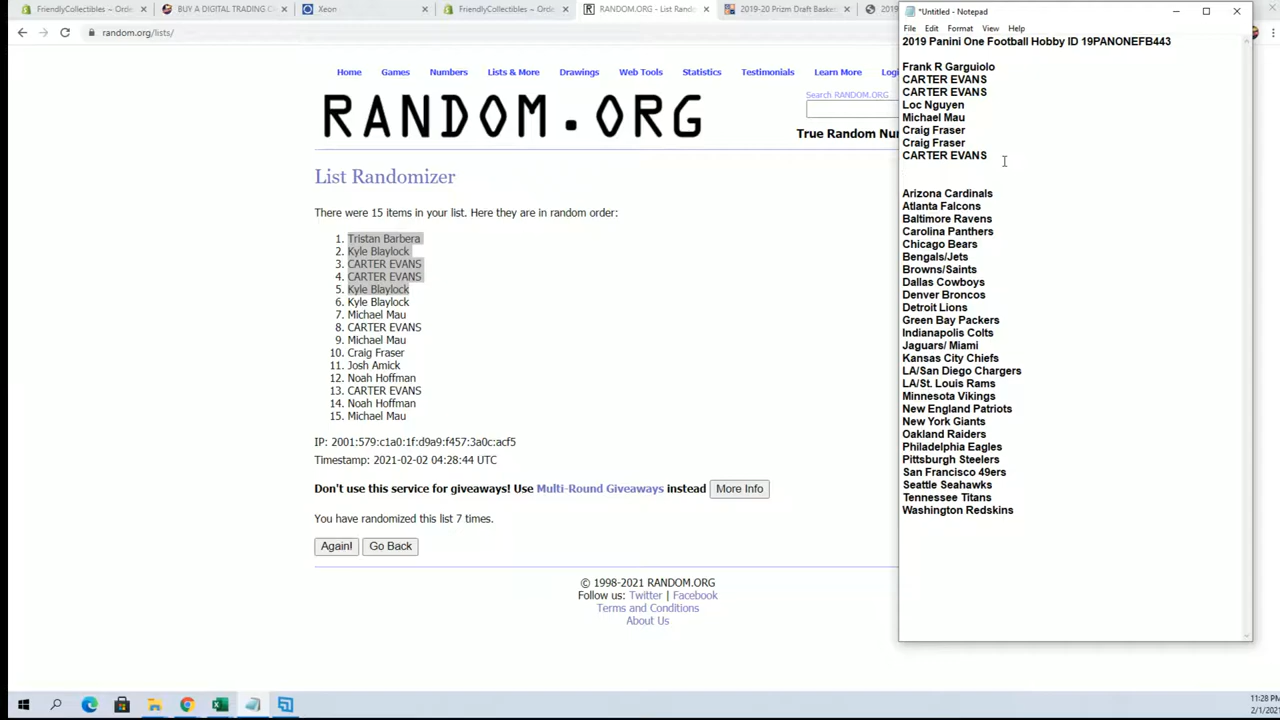 FriendlyCollectibles ~ Orde
BUY A DIGITAL TRADING C
Xeon
FriendlyCollectibles ~ Orde
RANDOM.ORG - List Randon
2019-20 Prizm Draft Baske
random.org/lists/
Home
Games
Numbers
Lists & More
Drawings
Web Tools
Statistics
Testimonials
Learn More
Search RANDOM.ORG
RANDOM.ORG
List Randomizer
There were 15 items in your list. Here they are in random order:
1. Tristan Barbera
2. Kyle Blaylock
3. CARTER EVANS
4. CARTER EVANS
5. Kyle Blaylock
6. Kyle Blaylock
7. Michael Mau
8. CARTER EVANS
9. Michael Mau
10. Craig Fraser
11. Josh Amick
12. Noah Hoffman
13. CARTER EVANS
14. Noah Hoffman
15. Michael Mau
IP: 2001:579:c1a0:1f:d9a9:f457:3a0c:acf5
Timestamp: 2021-02-02 04:28:44 UTC
Don't use this service for giveaways! Use Multi-Round Giveaways instead More Info
You have randomized this list 7 times.
Again! Go Back
© 1998-2021 RANDOM.ORG
Follow us: Twitter | Facebook
Terms and Conditions
About Us
True Random Nu
*Untitled - Notepad
File Edit Format View Help
2019 Panini One Football Hobby ID 19PANONEFB443
Frank R Garguiolo
CARTER EVANS
CARTER EVANS
Loc Nguyen
Michael Mau
Craig Fraser
Craig Fraser
CARTER EVANS
Arizona Cardinals
Atlanta Falcons
Baltimore Ravens
Carolina Panthers
Chicago Bears
Bengals/Jets
Browns/Saints
Dallas Cowboys
Denver Broncos
Detroit Lions
Green Bay Packers
Indianapolis Colts
Jaguars/ Miami
Kansas City Chiefs
LA/San Diego Chargers
LA/St. Louis Rams
Minnesota Vikings
New England Patriots
New York Giants
Oakland Raiders
Philadelphia Eagles
Pittsburgh Steelers
San Francisco 49ers
Seattle Seahawks
Tennessee Titans
Washington Redskins
11:28 PM
2/1/2021